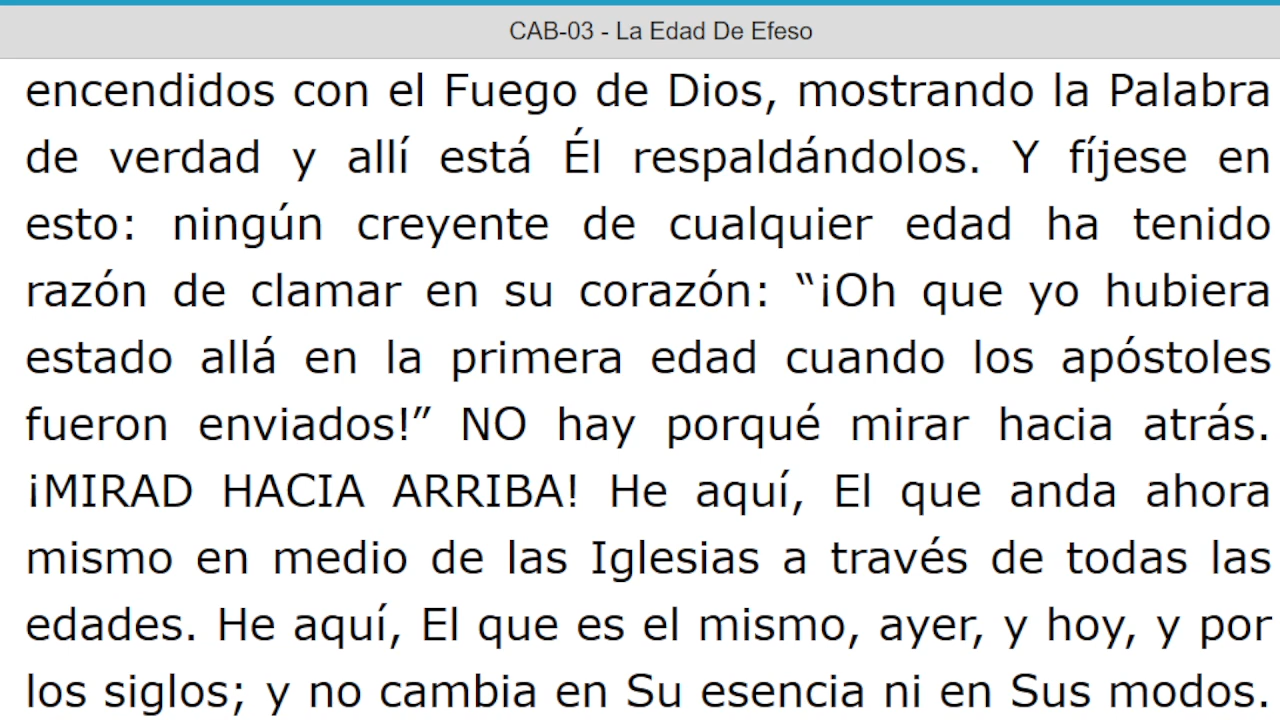 CAB-03 - La Edad De Efeso
encendidos con el Fuego de Dios, mostrando la Palabra
de verdad y allí está Él respaldándolos. Y fíjese en
esto: ningún creyente de cualquier edad ha tenido
razón de clamar en su corazón: “¡Oh que yo hubiera
estado allá en la primera edad cuando los apóstoles
fueron enviados!” NO hay porqué mirar hacia atrás.
¡MIRAD HACIA ARRIBA! He aquí, El que anda ahora
mismo en medio de las Iglesias a través de todas las
edades. He aquí, El que es el mismo, ayer, y hoy, y por
los siglos; y no cambia en Su esencia ni en Sus modos.